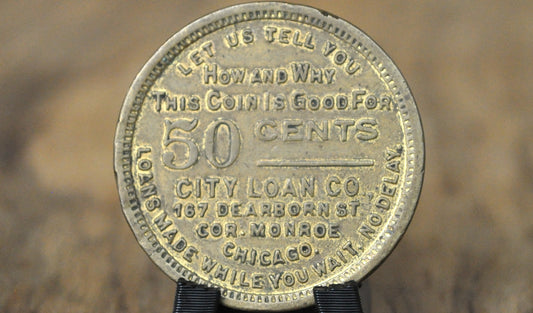 LET US TELL YOU
HOW AND WHY
THIS COIN IS GOOD FOR
50 CENTS
CITY LOAN CO.,
167 DEARBORN ST.
COR. MONROE
CHICAGO.
LOANS MADE WHILE YOU WAIT. NO DELAY.